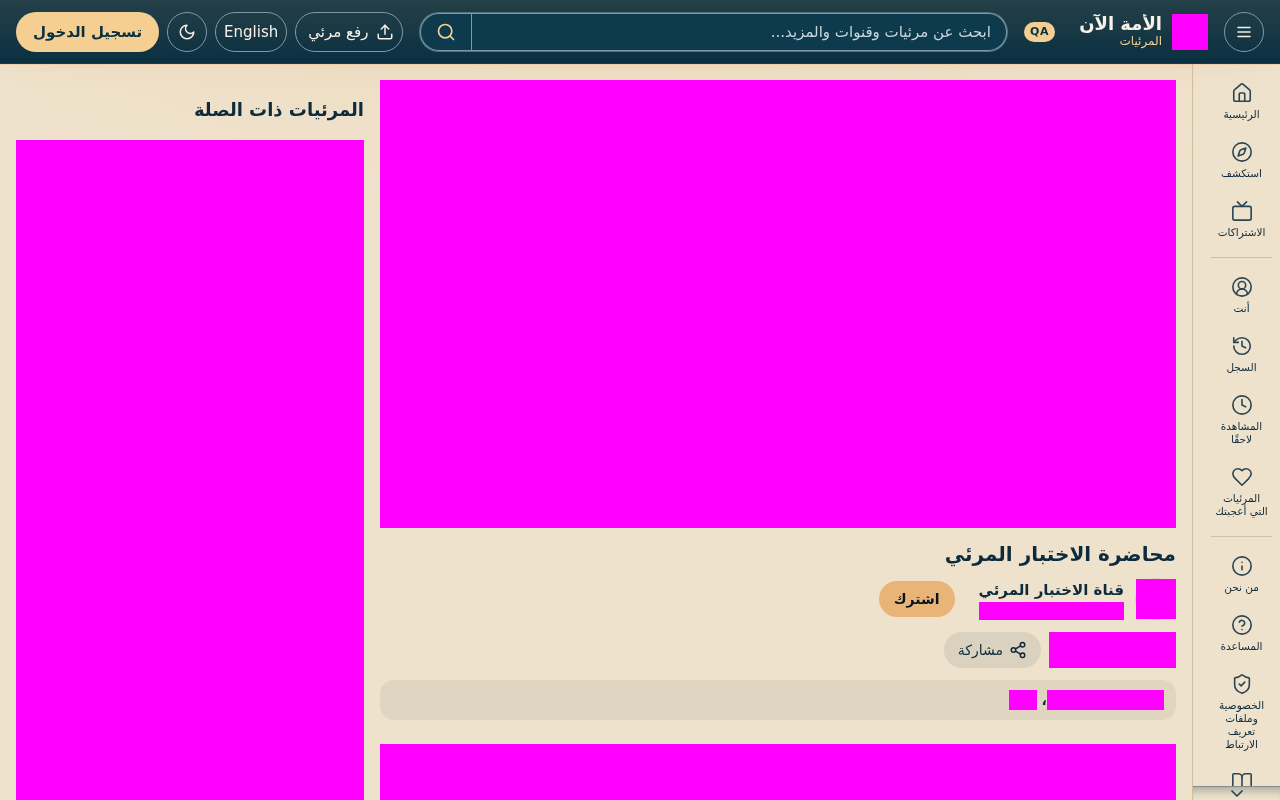 الأمة الآن
المرئيات
QA
ابحث عن مرئيات وقنوات والمزيد...
رفع مرئي
English
تسجيل الدخول
الرئيسية
استكشف
الاشتراكات
أنت
السجل
المشاهدة
لاحقًا
المرئيات
التي أعجبتك
من نحن
المساعدة
الخصوصية
وملفات
تعريف
الارتباط
محاضرة الاختبار المرئي
قناة الاختبار المرئي
اشترك
مشاركة
،
المرئيات ذات الصلة